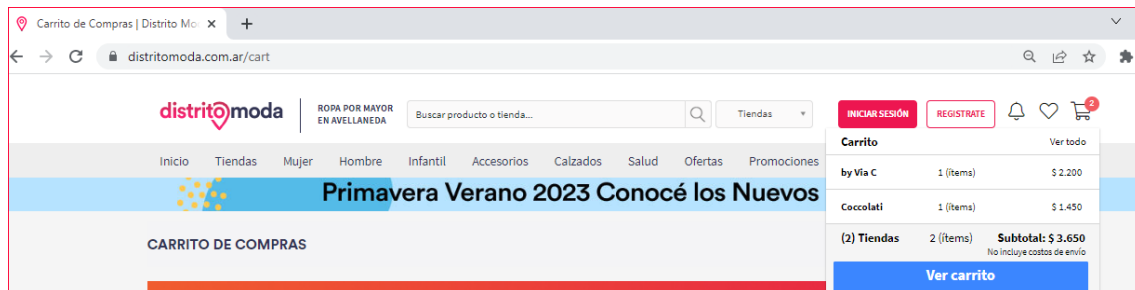 Carrito de Compras | Distrito Mo
distritomoda.com.ar/cart
distritomoda
ROPA POR MAYOR
EN AVELLANEDA
Buscar producto o tienda...
Tiendas
INICIAR SESIÓN
REGISTRATE
2
Inicio Tiendas Mujer Hombre Infantil Accesorios Calzados Salud Ofertas Promociones
Primavera Verano 2023 Conocé los Nuevos
CARRITO DE COMPRAS
Carrito Ver todo
by Via C 1 (ítems) $ 2.200
Coccolati 1 (ítems) $ 1.450
(2) Tiendas 2 (ítems) Subtotal: $ 3.650
No incluye costos de envío
Ver carrito